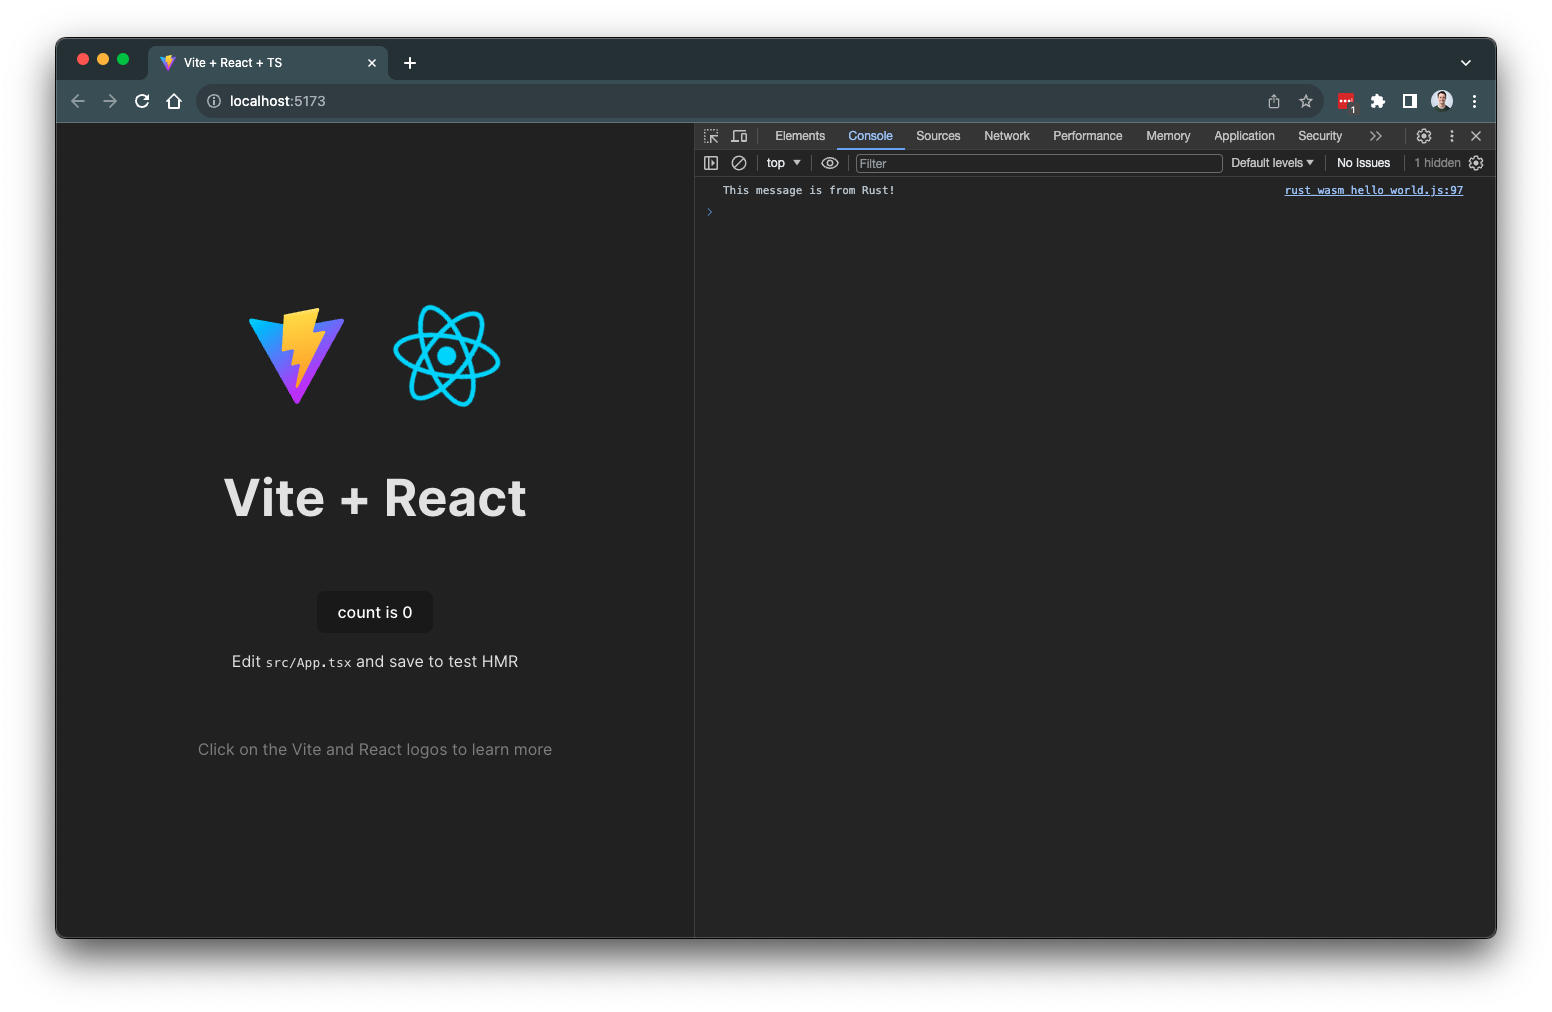 Vite + React + TS
localhost:5173
1
Elements Console Sources Network Performance Memory Application Security
top Filter Default levels No Issues 1 hidden
This message is from Rust! rust_wasm_hello_world.js:97
Vite + React
count is 0
Edit src/App.tsx and save to test HMR
Click on the Vite and React logos to learn more